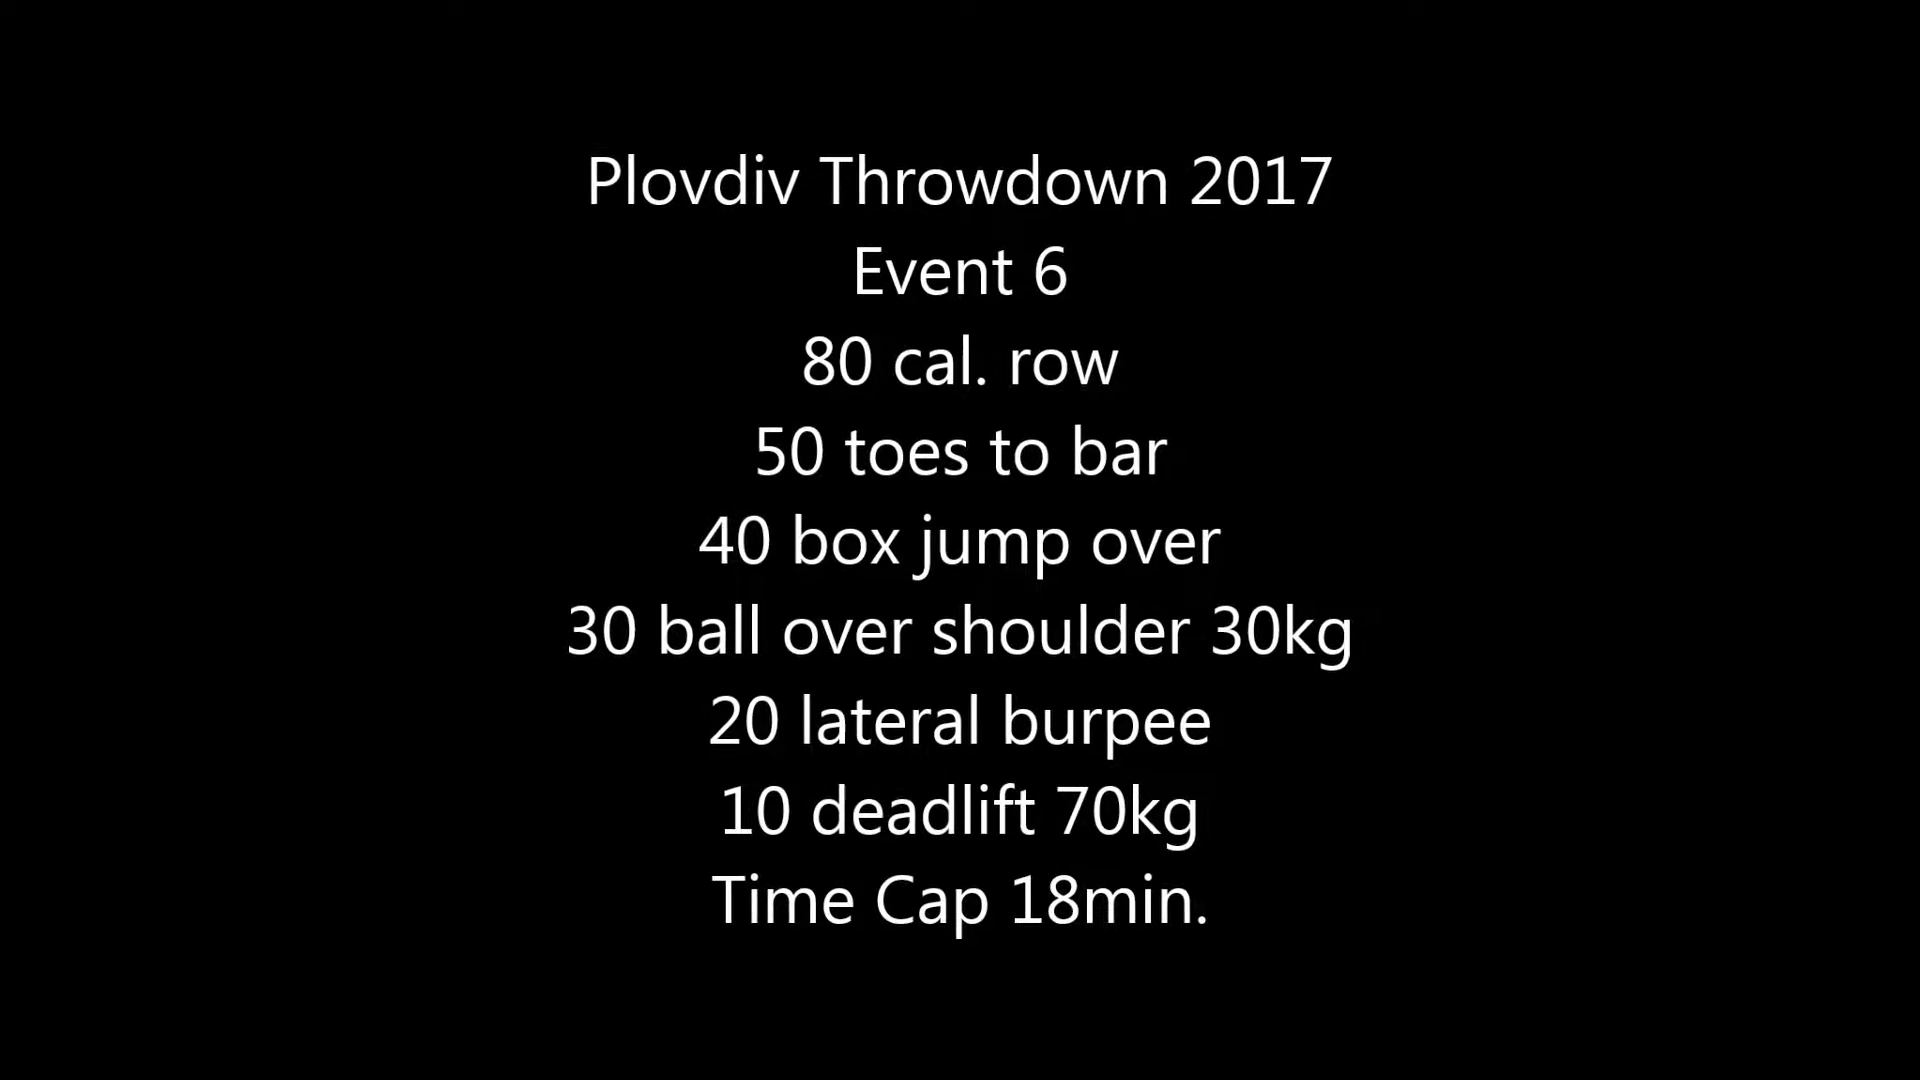 Plovdiv Throwdown 2017
Event 6
80 cal. row
50 toes to bar
40 box jump over
30 ball over shoulder 30kg
20 lateral burpee
10 deadlift 70kg
Time Cap 18min.